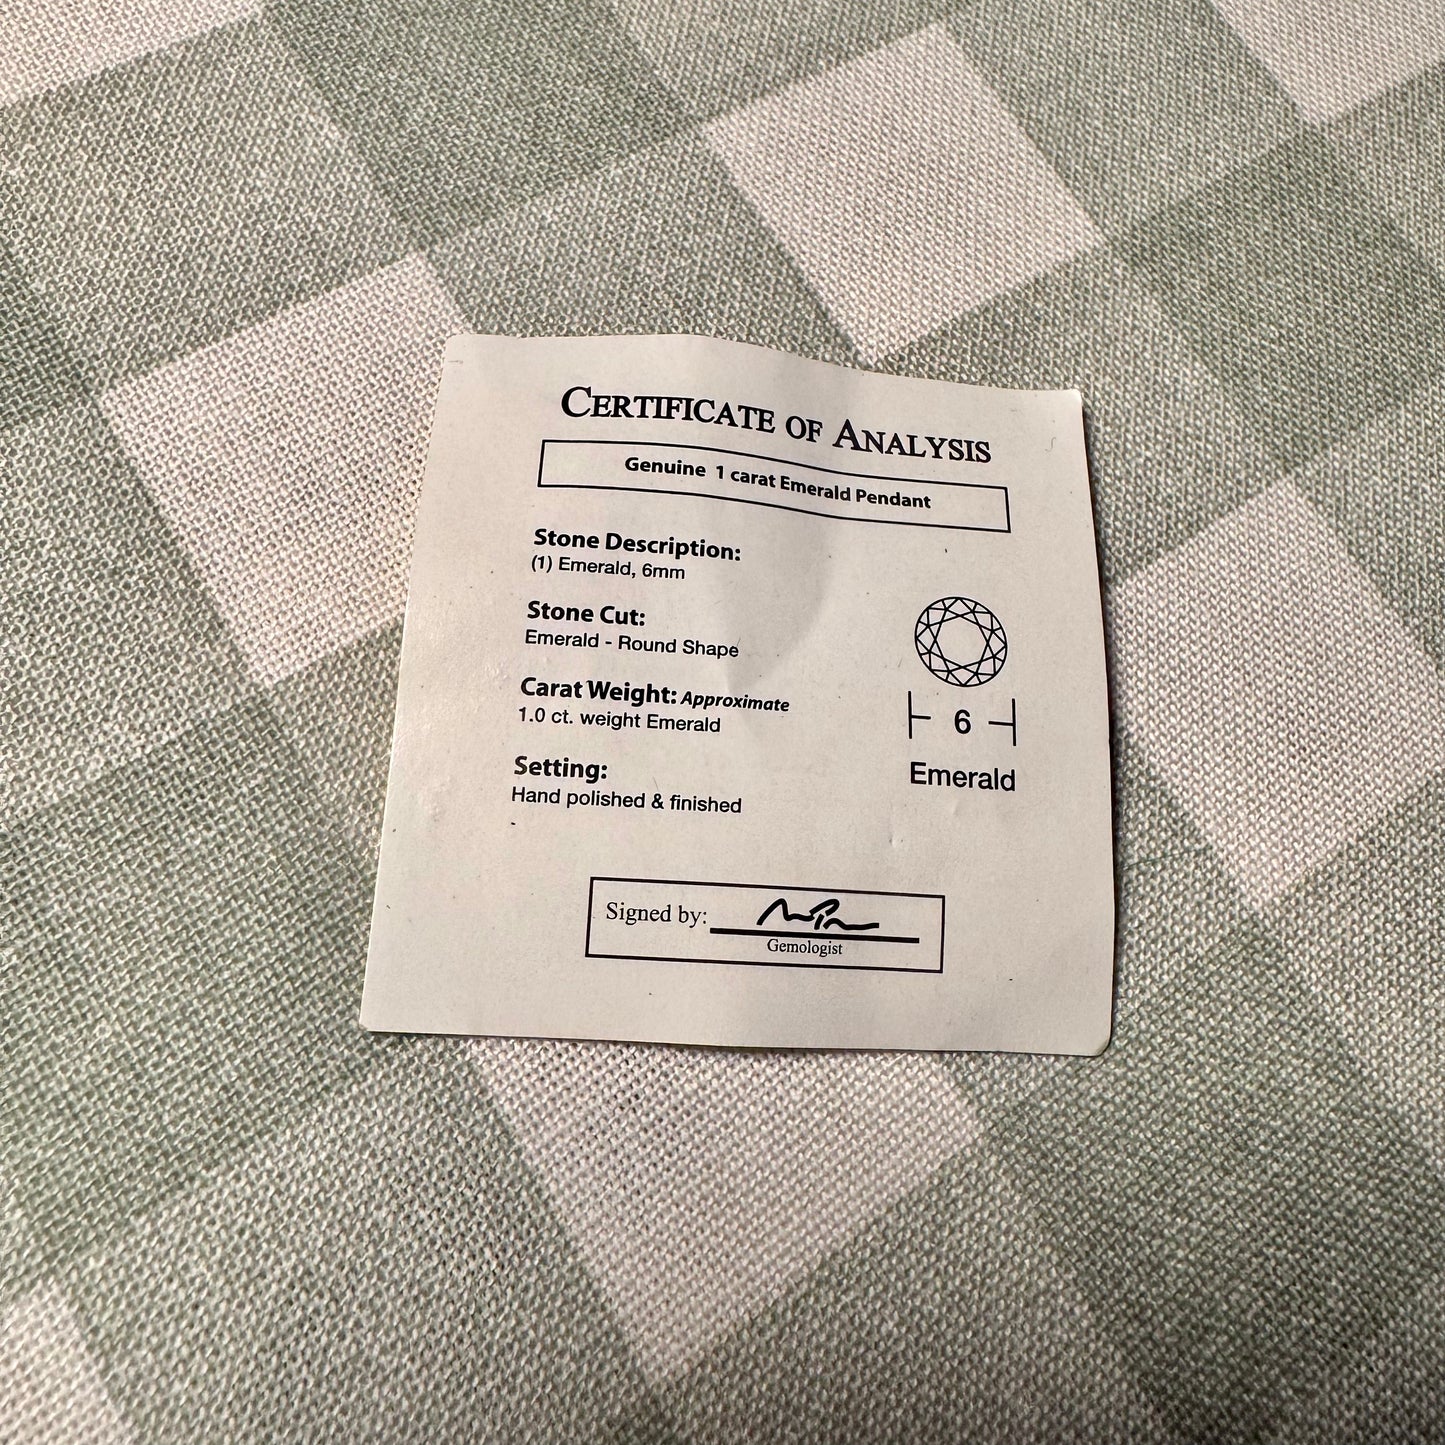 CERTIFICATE OF ANALYSIS
Genuine 1 carat Emerald Pendant
Stone Description:
(1) Emerald, 6mm
Stone Cut:
Emerald - Round Shape
Carat Weight: Approximate
1.0 ct. weight Emerald
Setting:
Hand polished & finished
6
Emerald
Signed by:
Gemologist